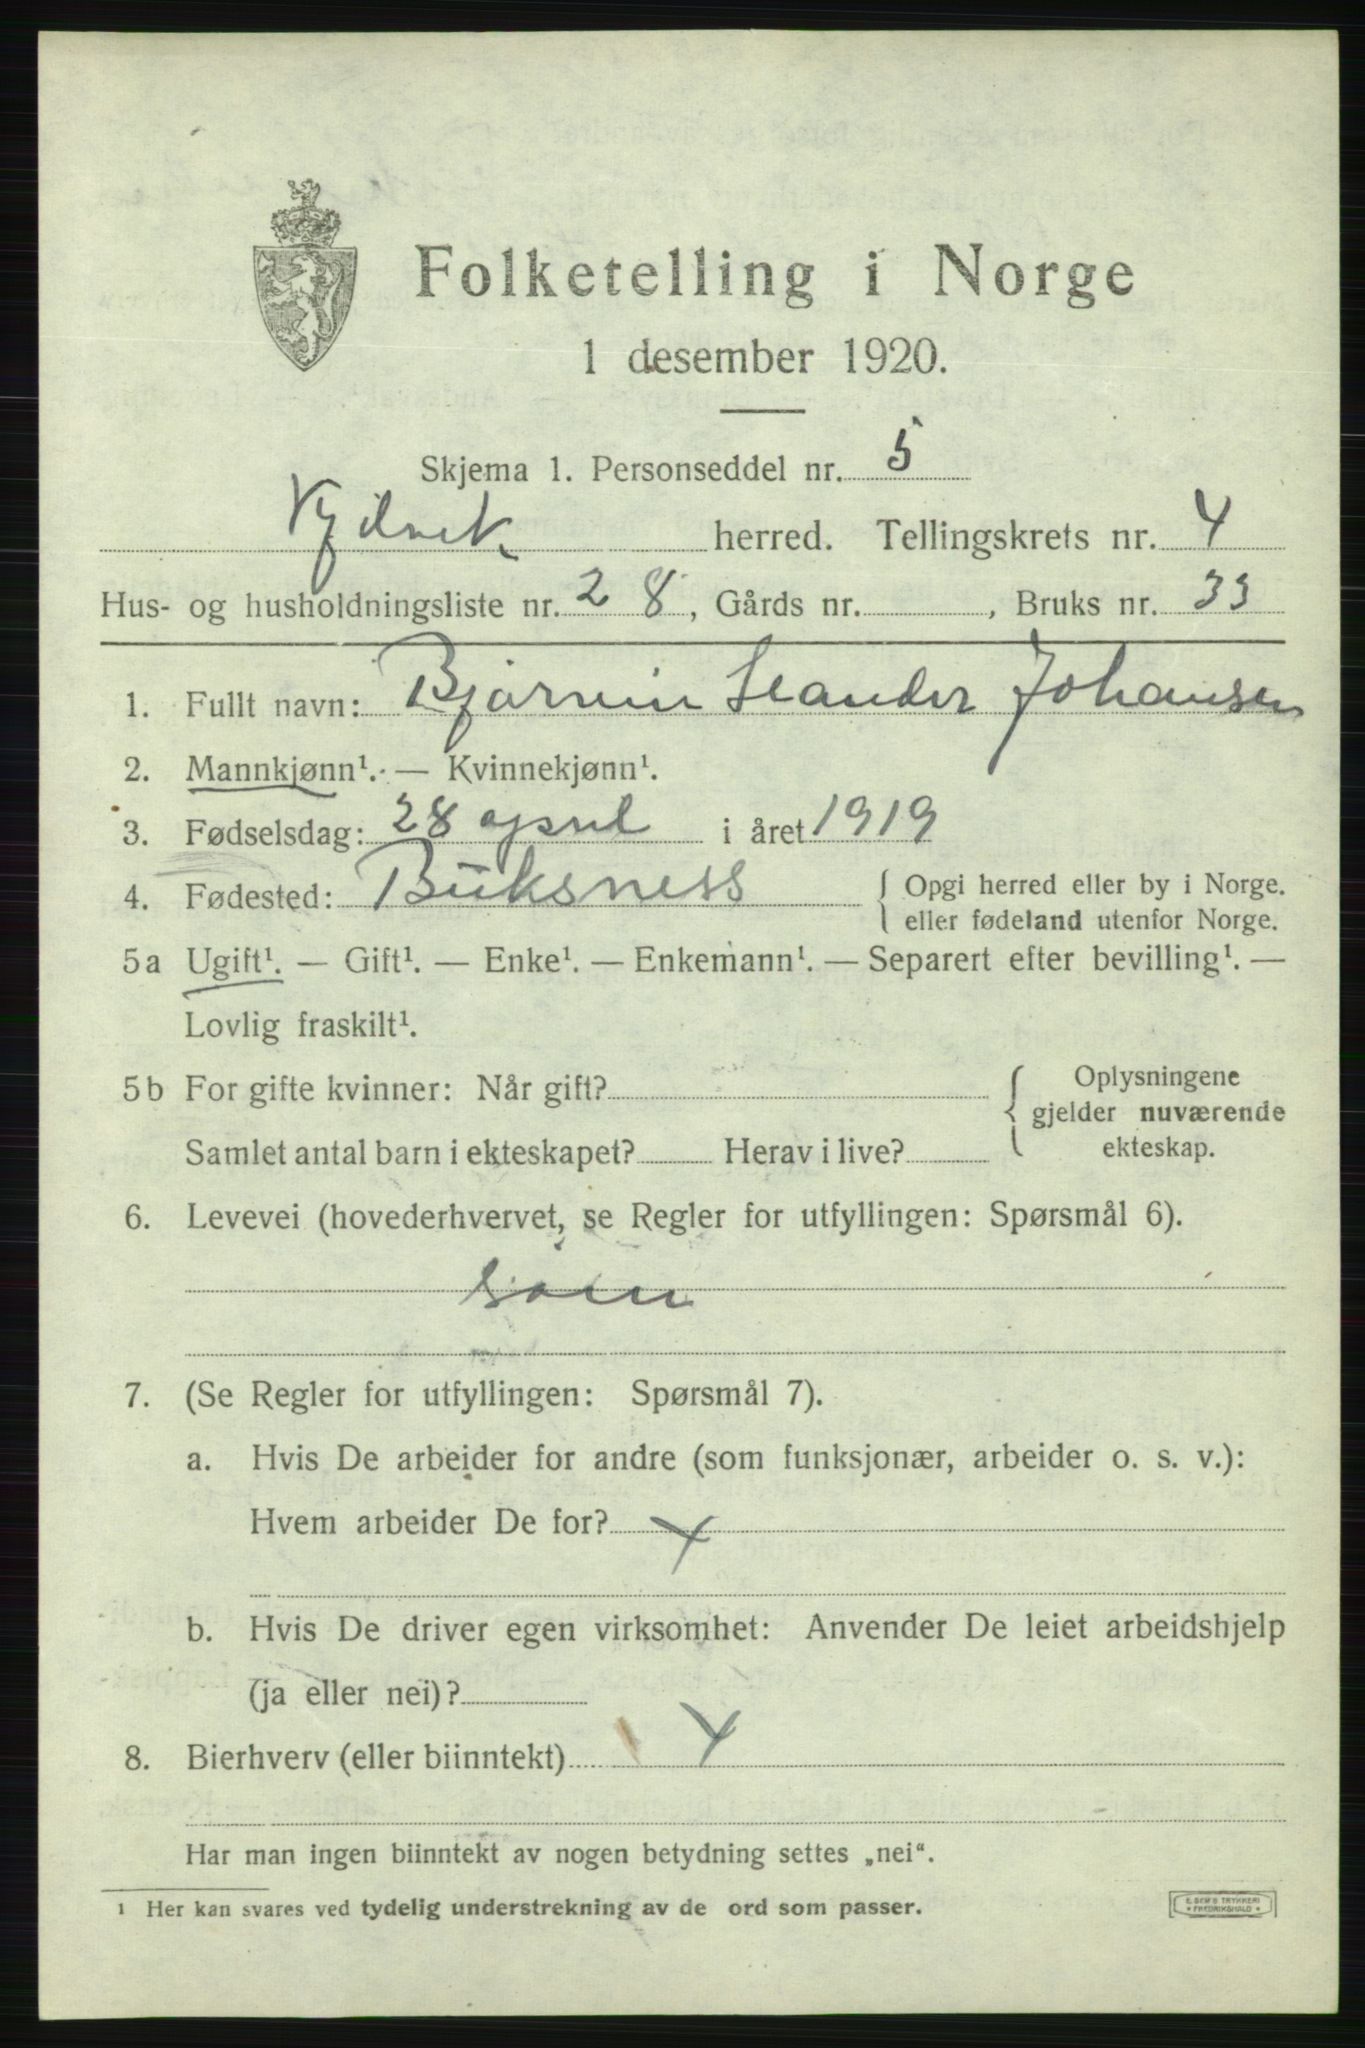 Folketelling i Norge
1 desember 1920.
Skjema 1. Personseddel nr. 5
herred. Tellingskrets nr. 4
Hus- og husholdningsliste nr. 28, Gårds nr. , Bruks nr. 33
1. Fullt navn: Bjarnin Leander Johansen
2. Mannkjønn¹. — Kvinnekjønn¹.
3. Fødselsdag: 28 april i året 1919
4. Fødested: Buksness { Opgi herred eller by i Norge.
eller fødeland utenfor Norge.
5a Ugift¹. — Gift¹. — Enke¹. — Enkemann¹. — Separert efter bevilling¹. —
Lovlig fraskilt¹.
5b For gifte kvinner: Når gift? { Oplysningene
gjelder nuværende
Samlet antal barn i ekteskapet? Herav i live? ekteskap.
6. Levevei (hovederhvervet, se Regler for utfyllingen: Spørsmål 6).
sønn
7. (Se Regler for utfyllingen: Spørsmål 7).
a. Hvis De arbeider for andre (som funksjonær, arbeider o. s. v.):
Hvem arbeider De for? x
b. Hvis De driver egen virksomhet: Anvender De leiet arbeidshjelp
(ja eller nei)?
8. Bierhverv (eller biinntekt) x
Har man ingen biinntekt av nogen betydning settes „nei“.
¹ Her kan svares ved tydelig understrekning av de ord som passer.
E. SEM'S TRYKKERI
FREDRIKSHALD